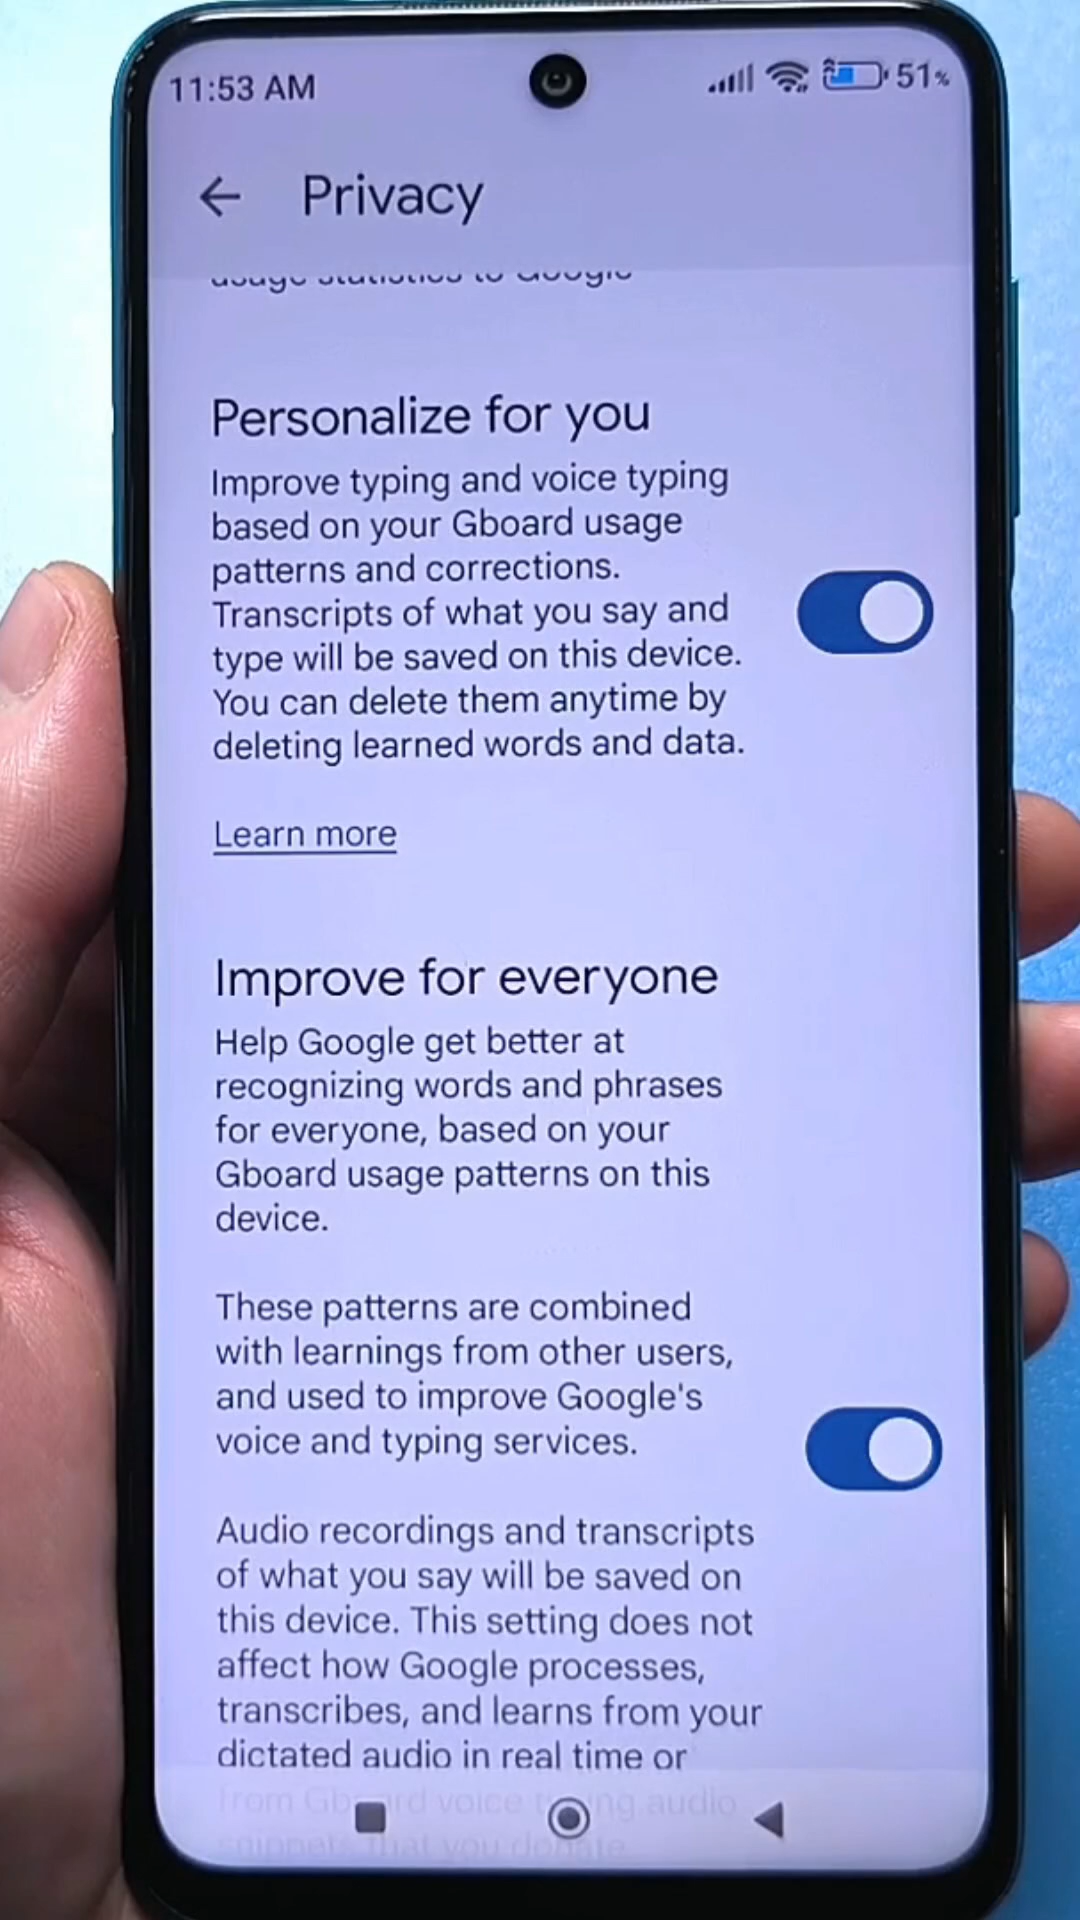 11:53 AM
51%
Privacy
usage statistics to Google
Personalize for you
Improve typing and voice typing
based on your Gboard usage
patterns and corrections.
Transcripts of what you say and
type will be saved on this device.
You can delete them anytime by
deleting learned words and data.
Learn more
Improve for everyone
Help Google get better at
recognizing words and phrases
for everyone, based on your
Gboard usage patterns on this
device.
These patterns are combined
with learnings from other users,
and used to improve Google's
voice and typing services.
Audio recordings and transcripts
of what you say will be saved on
this device. This setting does not
affect how Google processes,
transcribes, and learns from your
dictated audio in real time or
from Gboard voice typing audio
snippets that you donate.